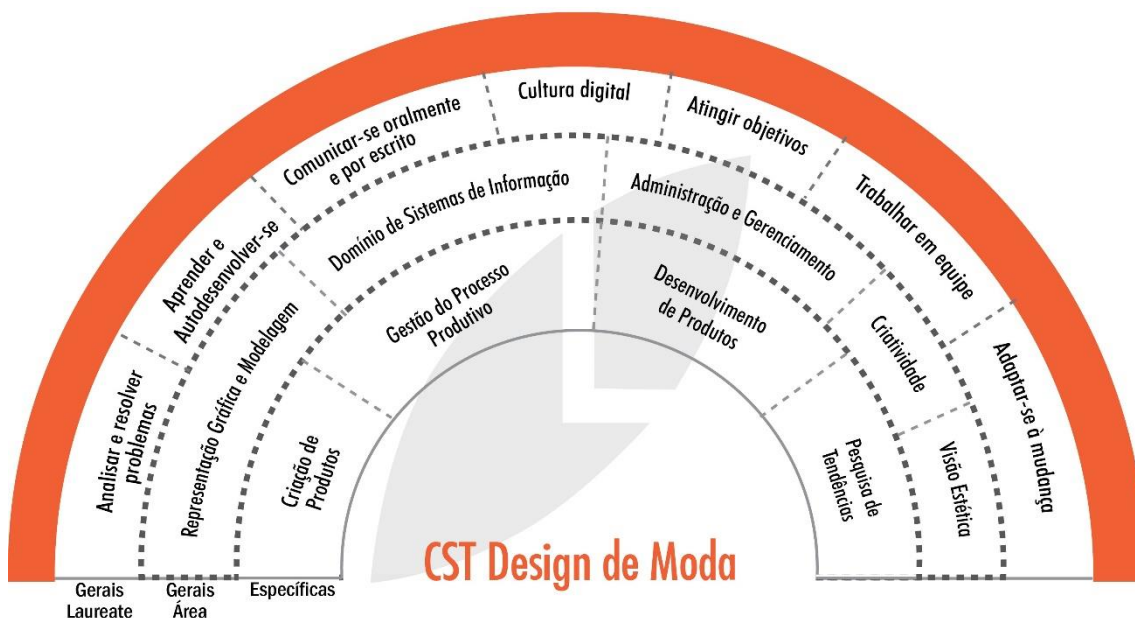 Analisar e resolver
problemas
Aprender e
Autodesenvolver-se
Comunicar-se oralmente
e por escrito
Cultura digital
Atingir objetivos
Trabalhar em equipe
Adaptar-se à mudança
Representação Gráfica e Modelagem
Domínio de Sistemas de Informação
Administração e Gerenciamento
Criatividade
Visão Estética
Criação de
Produtos
Gestão do Processo
Produtivo
Desenvolvimento
de Produtos
Pesquisa de
Tendências
CST Design de Moda
Gerais
Laureate
Gerais
Área
Específicas